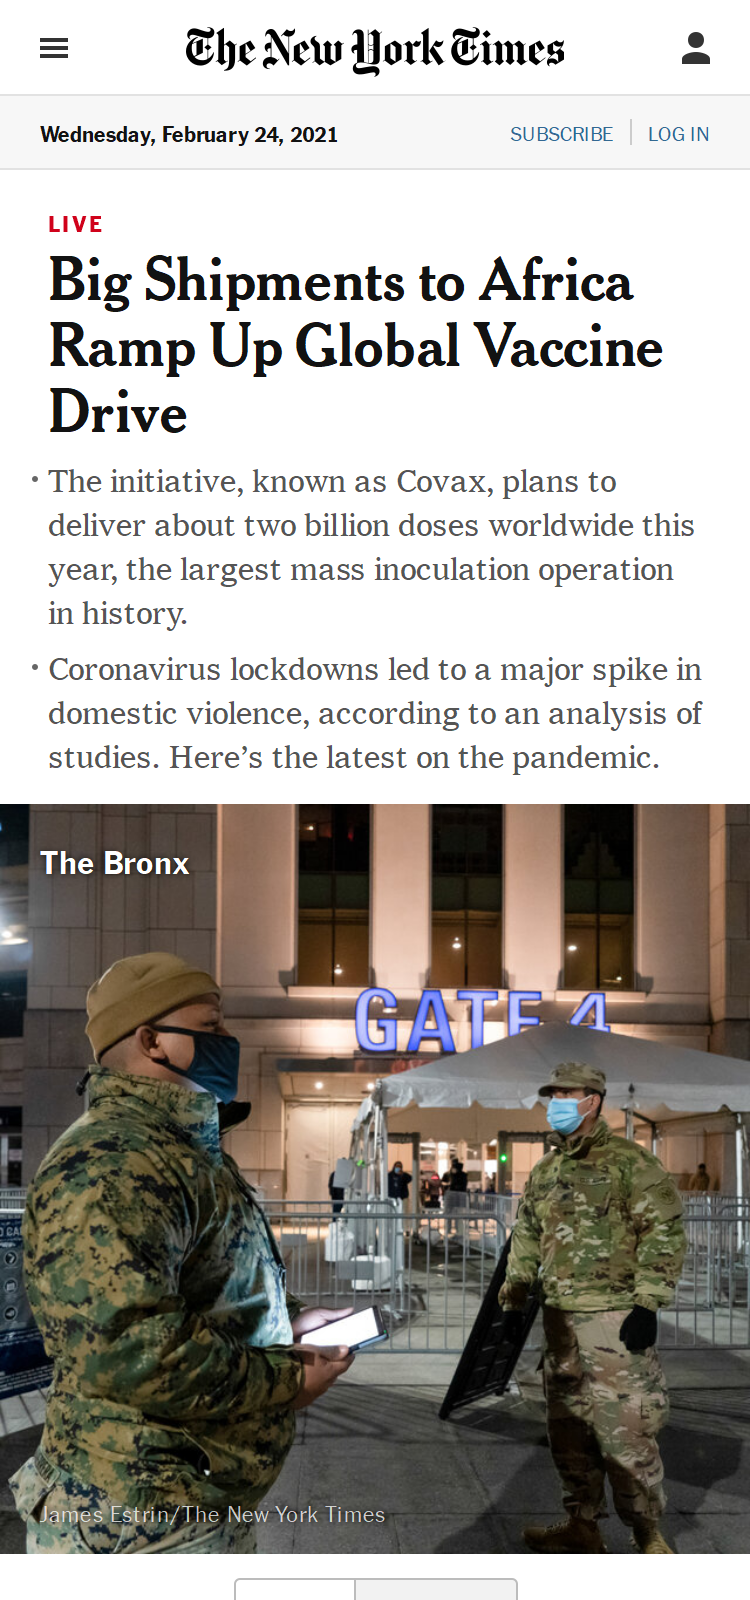 The New York Times
Wednesday, February 24, 2021
SUBSCRIBE
LOG IN
LIVE
Big Shipments to Africa
Ramp Up Global Vaccine
Drive
• The initiative, known as Covax, plans to
deliver about two billion doses worldwide this
year, the largest mass inoculation operation
in history.
• Coronavirus lockdowns led to a major spike in
domestic violence, according to an analysis of
studies. Here’s the latest on the pandemic.
The Bronx
GATE 4
James Estrin/The New York Times